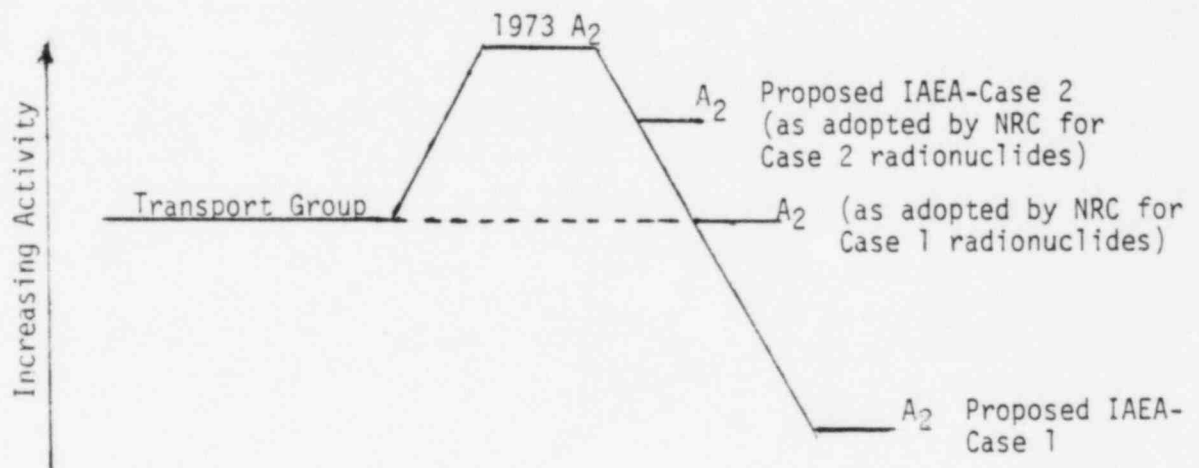 1973 A2
A2 Proposed IAEA-Case 2
(as adopted by NRC for
Case 2 radionuclides)
Transport Group
A2 (as adopted by NRC for
Case 1 radionuclides)
A2 Proposed IAEA-
Case 1
Increasing Activity